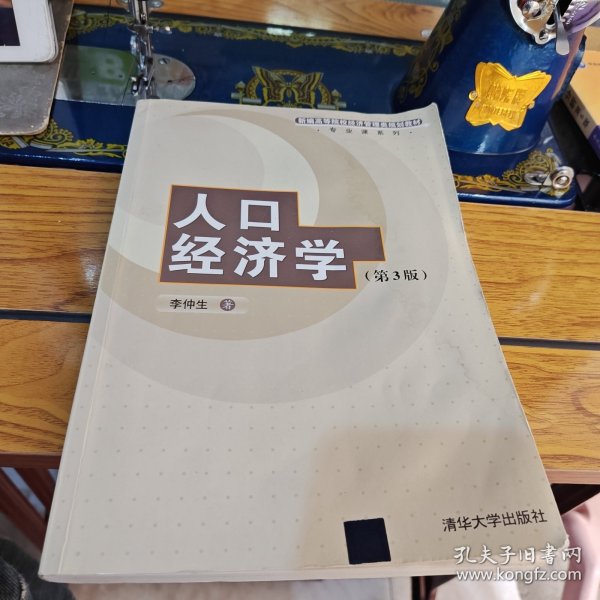 新编高等院校经济管理类规划教材
·专业课系列·
人口
经济学
(第3版)
李仲生 著
清华大学出版社
孔夫子旧书网
www.kongfz.com